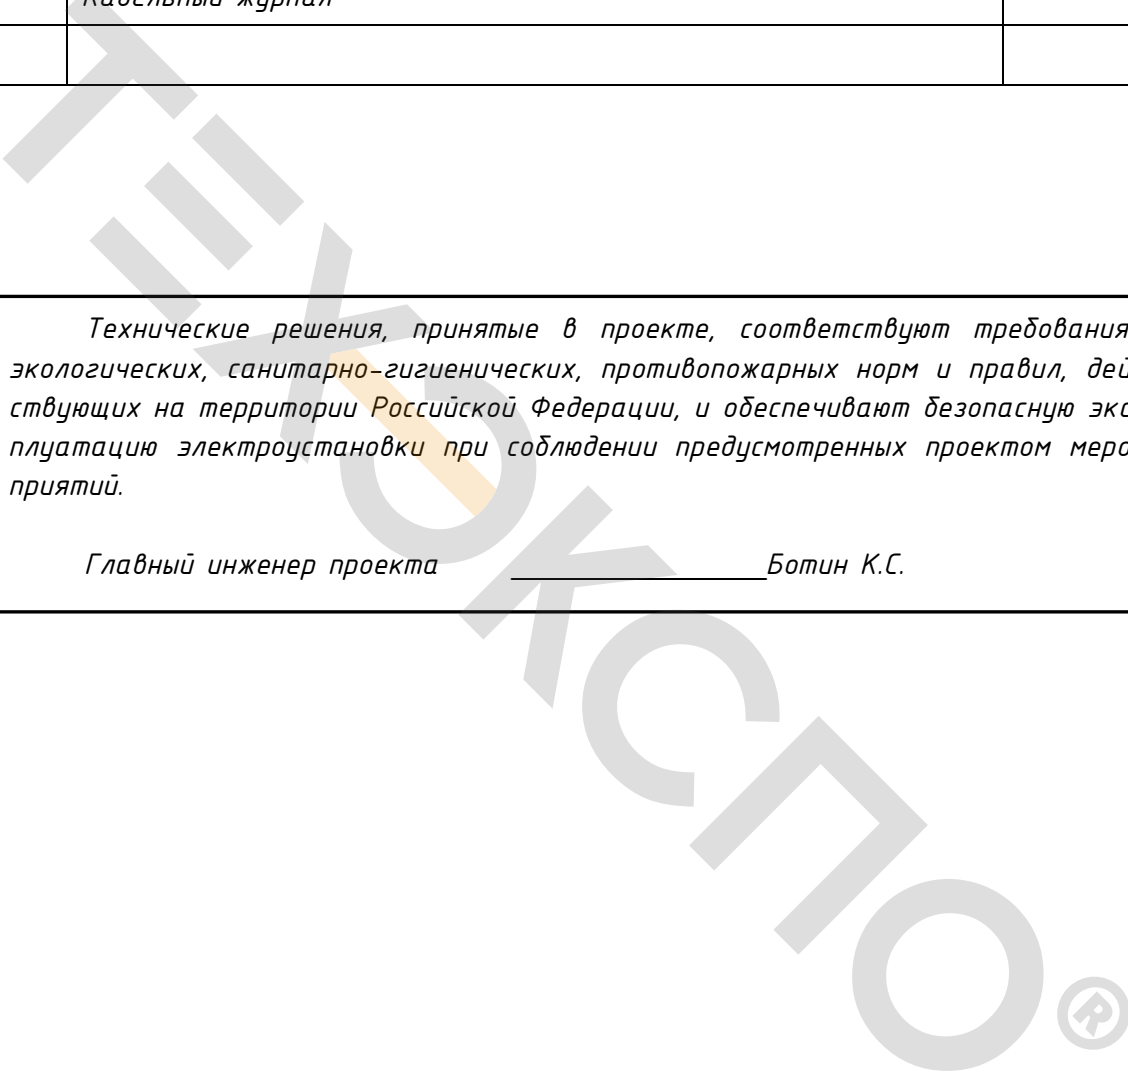 Кабельный журнал
Технические решения, принятые в проекте, соответствуют требования
экологических, санитарно-гигиенических, противопожарных норм и правил, дей
ствующих на территории Российской Федерации, и обеспечивают безопасную экс
плуатацию электроустановки при соблюдении предусмотренных проектом меро
приятий.
Главный инженер проекта ________________Ботин К.С.
ТЕХЭКСПО®